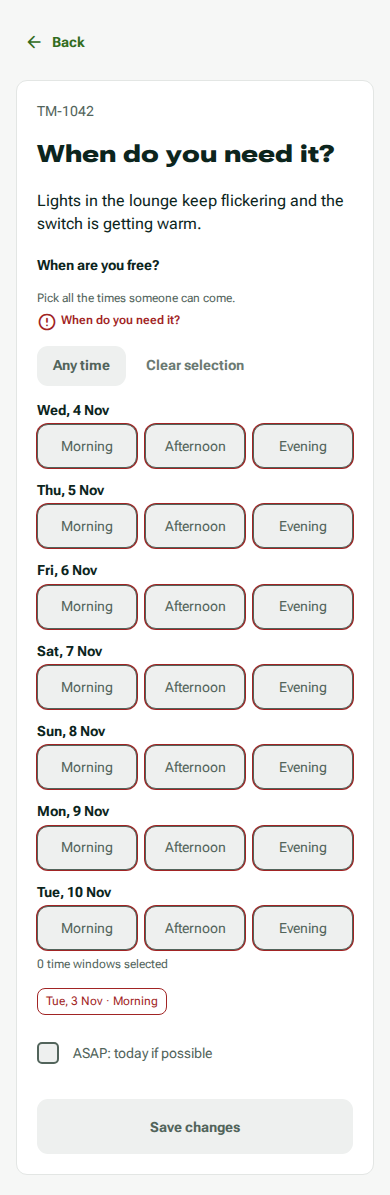 Back
TM-1042
When do you need it?
Lights in the lounge keep flickering and the
switch is getting warm.
When are you free?
Pick all the times someone can come.
When do you need it?
Any time Clear selection
Wed, 4 Nov
Morning Afternoon Evening
Thu, 5 Nov
Morning Afternoon Evening
Fri, 6 Nov
Morning Afternoon Evening
Sat, 7 Nov
Morning Afternoon Evening
Sun, 8 Nov
Morning Afternoon Evening
Mon, 9 Nov
Morning Afternoon Evening
Tue, 10 Nov
Morning Afternoon Evening
0 time windows selected
Tue, 3 Nov · Morning
ASAP: today if possible
Save changes